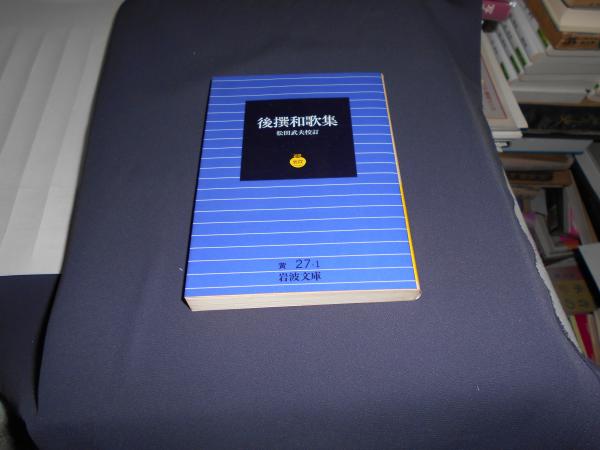 後撰和歌集
松田武夫校訂
黄 27-1
岩波文庫